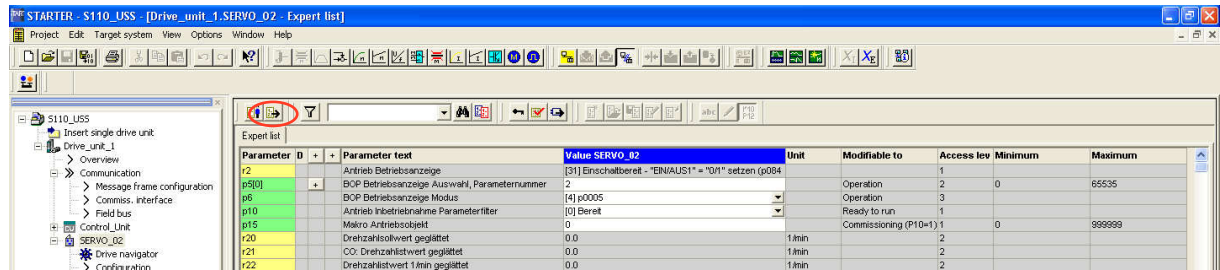 STARTER - S110_USS - [Drive_unit_1.SERVO_02 - Expert list]
Project Edit Target system View Options Window Help
S110_USS
Insert single drive unit
Drive_unit_1
Overview
Communication
Message frame configuration
Commiss. interface
Field bus
Control_Unit
SERVO_02
Drive navigator
Configuration
Expert list
Parameter D + + Parameter text Value SERVO_02 Unit Modifiable to Access lev Minimum Maximum
r2 Antrieb Betriebsanzeige [31] Einschaltbereit - "EIN/AUS1" = "0/1" setzen (p084 1
p5[0] + BOP Betriebsanzeige Auswahl, Parameternummer 2 Operation 2 0 65535
p6 BOP Betriebsanzeige Modus [4] p0005 Operation 3
p10 Antrieb Inbetriebnahme Parameterfilter [0] Bereit Ready to run 1
p15 Makro Antriebsobjekt 0 Commissioning (P10=1) 1 0 999999
r20 Drehzahlsollwert geglättet 0.0 1/min 2
r21 CO: Drehzahlistwert geglättet 0.0 1/min 2
r22 Drehzahlistwert 1/min geglättet 0.0 1/min 2